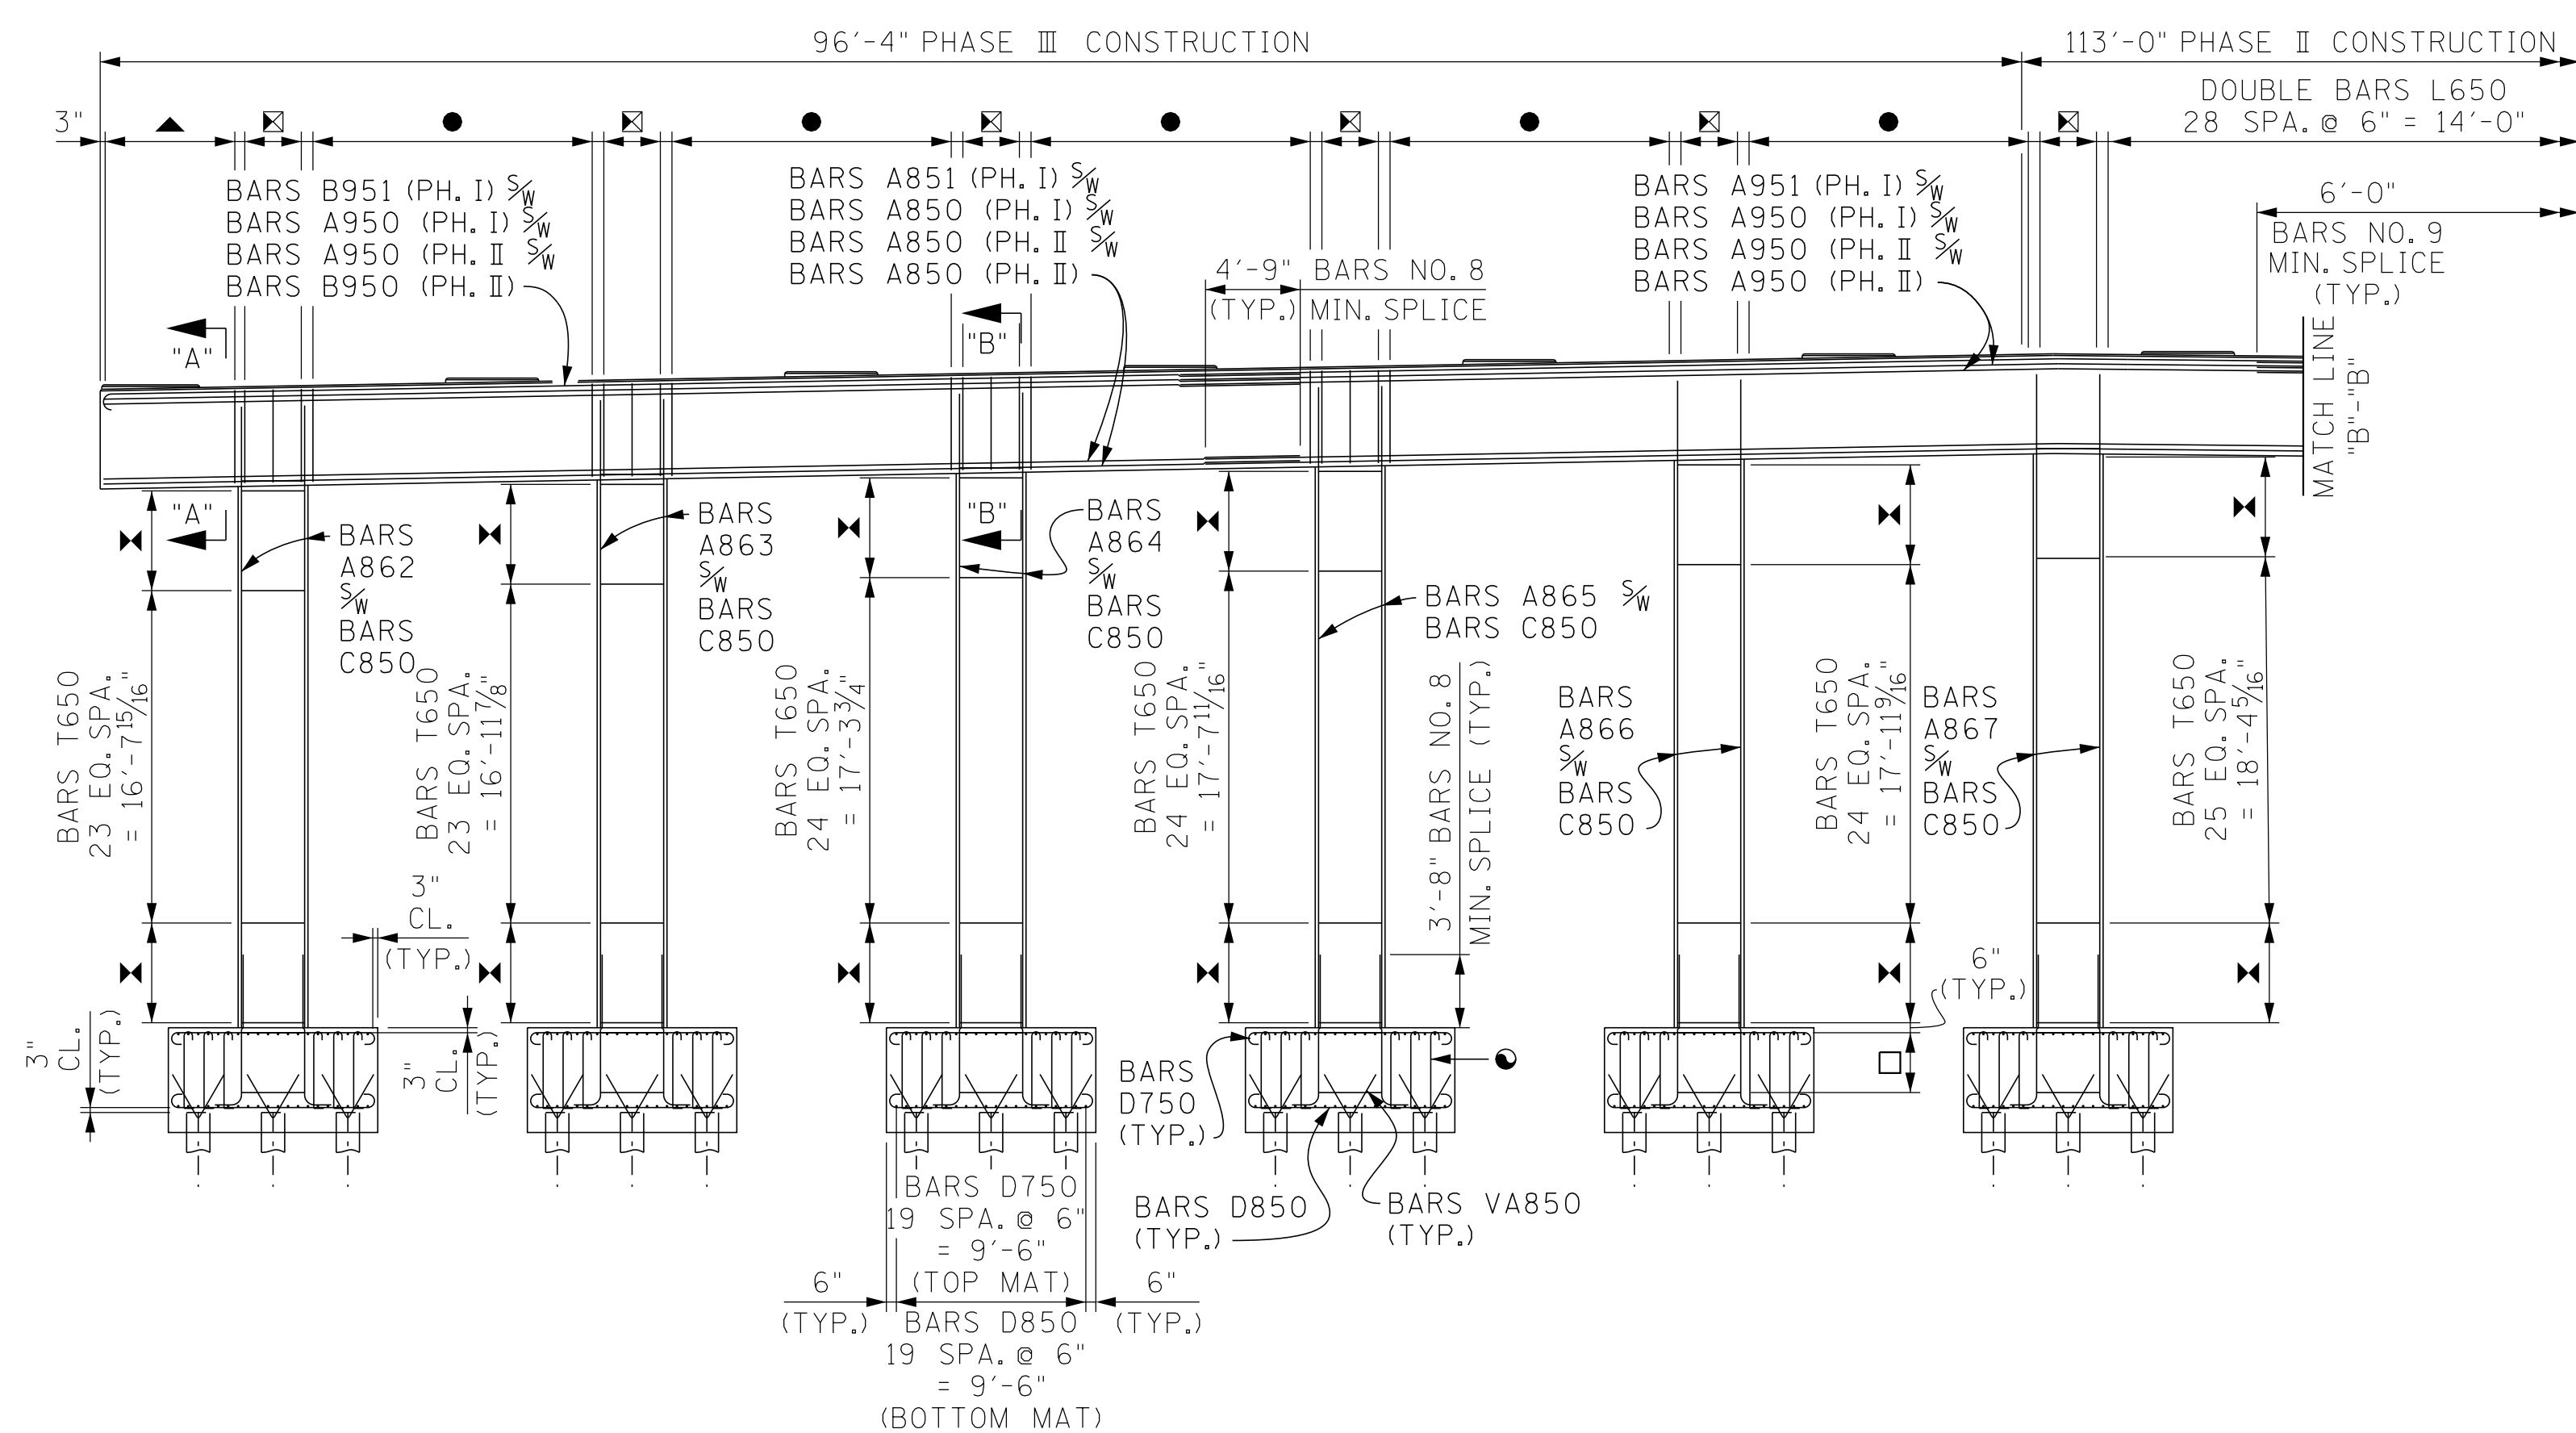 96'-4" PHASE III CONSTRUCTION
113'-0" PHASE II CONSTRUCTION
3"
DOUBLE BARS L650
28 SPA. @ 6" = 14'-0"
BARS B951 (PH. I) S/W
BARS A950 (PH. I) S/W
BARS A950 (PH. II S/W
BARS B950 (PH. II)
BARS A851 (PH. I) S/W
BARS A850 (PH. I) S/W
BARS A850 (PH. II S/W
BARS A850 (PH. II)
4'-9" BARS NO. 8
(TYP.) MIN. SPLICE
BARS A951 (PH. I) S/W
BARS A950 (PH. I) S/W
BARS A950 (PH. II S/W
BARS A950 (PH. II)
6'-0"
BARS NO. 9
MIN. SPLICE
(TYP.)
"A"
"B"
MATCH LINE
"B"-"B"
"A"
"B"
BARS
A862
S/W
BARS
C850
BARS
A863
S/W
BARS
C850
BARS
A864
S/W
BARS
C850
BARS A865 S/W
BARS C850
BARS
A866
S/W
BARS
C850
BARS
A867
S/W
BARS
C850
BARS T650
23 EQ. SPA.
= 16'-7 15/16"
BARS T650
23 EQ. SPA.
= 16'-11 7/8"
BARS T650
24 EQ. SPA.
= 17'-3 3/4"
BARS T650
24 EQ. SPA.
= 17'-7 11/16"
3'-8" BARS NO. 8
MIN. SPLICE (TYP.)
BARS T650
24 EQ. SPA.
= 17'-11 9/16"
BARS T650
25 EQ. SPA.
= 18'-4 5/16"
3"
CL.
(TYP.)
6"
(TYP.)
3"
CL.
(TYP.)
3"
CL.
(TYP.)
BARS
D750
(TYP.)
BARS D850
(TYP.)
BARS VA850
(TYP.)
BARS D750
19 SPA. @ 6"
= 9'-6"
(TOP MAT)
6"
(TYP.)
6"
(TYP.)
BARS D850
19 SPA. @ 6"
= 9'-6"
(BOTTOM MAT)